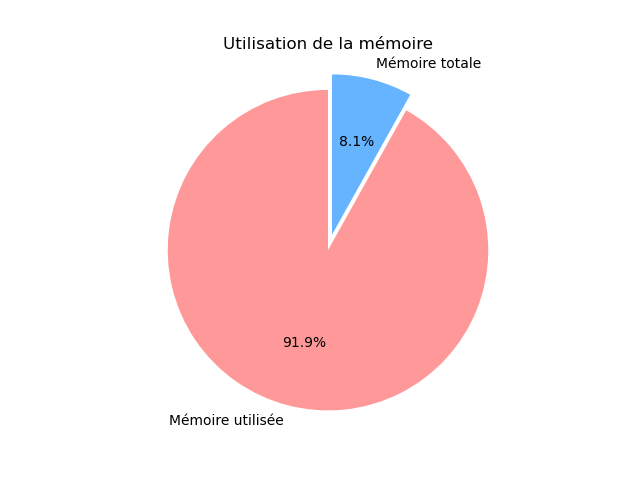 Utilisation de la mémoire
Mémoire totale
8.1%
91.9%
Mémoire utilisée